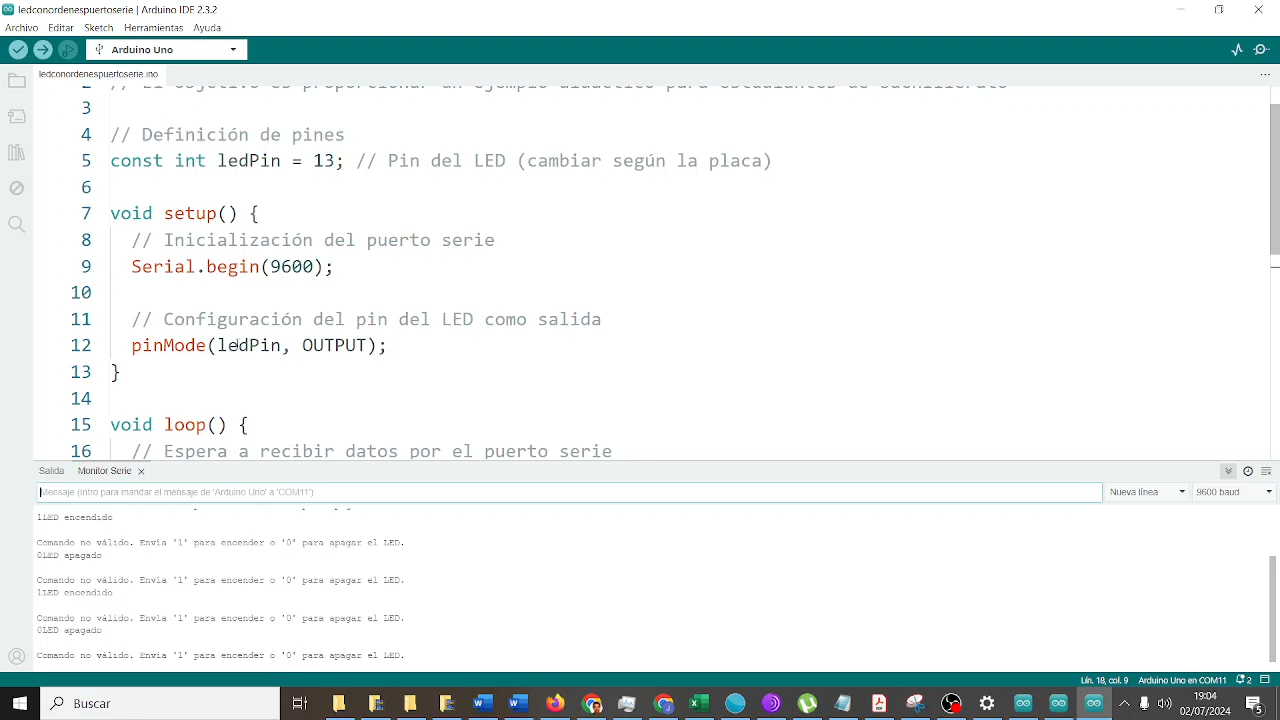 ledconordenespuertoserie | Arduino IDE 2.3.2
Archivo Editar Sketch Herramientas Ayuda
Arduino Uno
ledconordenespuertoserie.ino
2 // El objetivo es proporcionar un ejemplo didáctico para estudiantes de bachillerato
3
4 // Definición de pines
5 const int ledPin = 13; // Pin del LED (cambiar según la placa)
6
7 void setup() {
8 // Inicialización del puerto serie
9 Serial.begin(9600);
10
11 // Configuración del pin del LED como salida
12 pinMode(ledPin, OUTPUT);
13 }
14
15 void loop() {
16 // Espera a recibir datos por el puerto serie
Salida Monitor Serie
Mensaje (Intro para mandar el mensaje de 'Arduino Uno' a 'COM11') Nueva línea 9600 baud
1LED encendido
Comando no válido. Envía '1' para encender o '0' para apagar el LED.
0LED apagado
Comando no válido. Envía '1' para encender o '0' para apagar el LED.
1LED encendido
Comando no válido. Envía '1' para encender o '0' para apagar el LED.
0LED apagado
Comando no válido. Envía '1' para encender o '0' para apagar el LED.
Lín. 18, col. 9 Arduino Uno en COM11 2
Buscar
19:04
02/07/2024